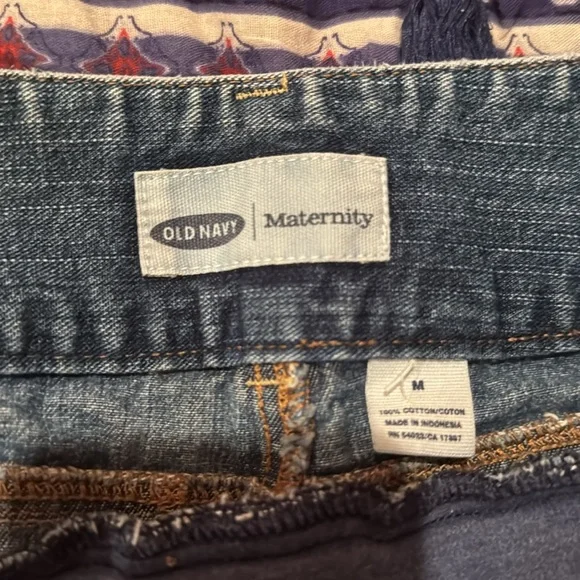 OLD NAVY | Maternity
M
100% COTTON/COTON
MADE IN INDONESIA
RN 54023/CA 17897